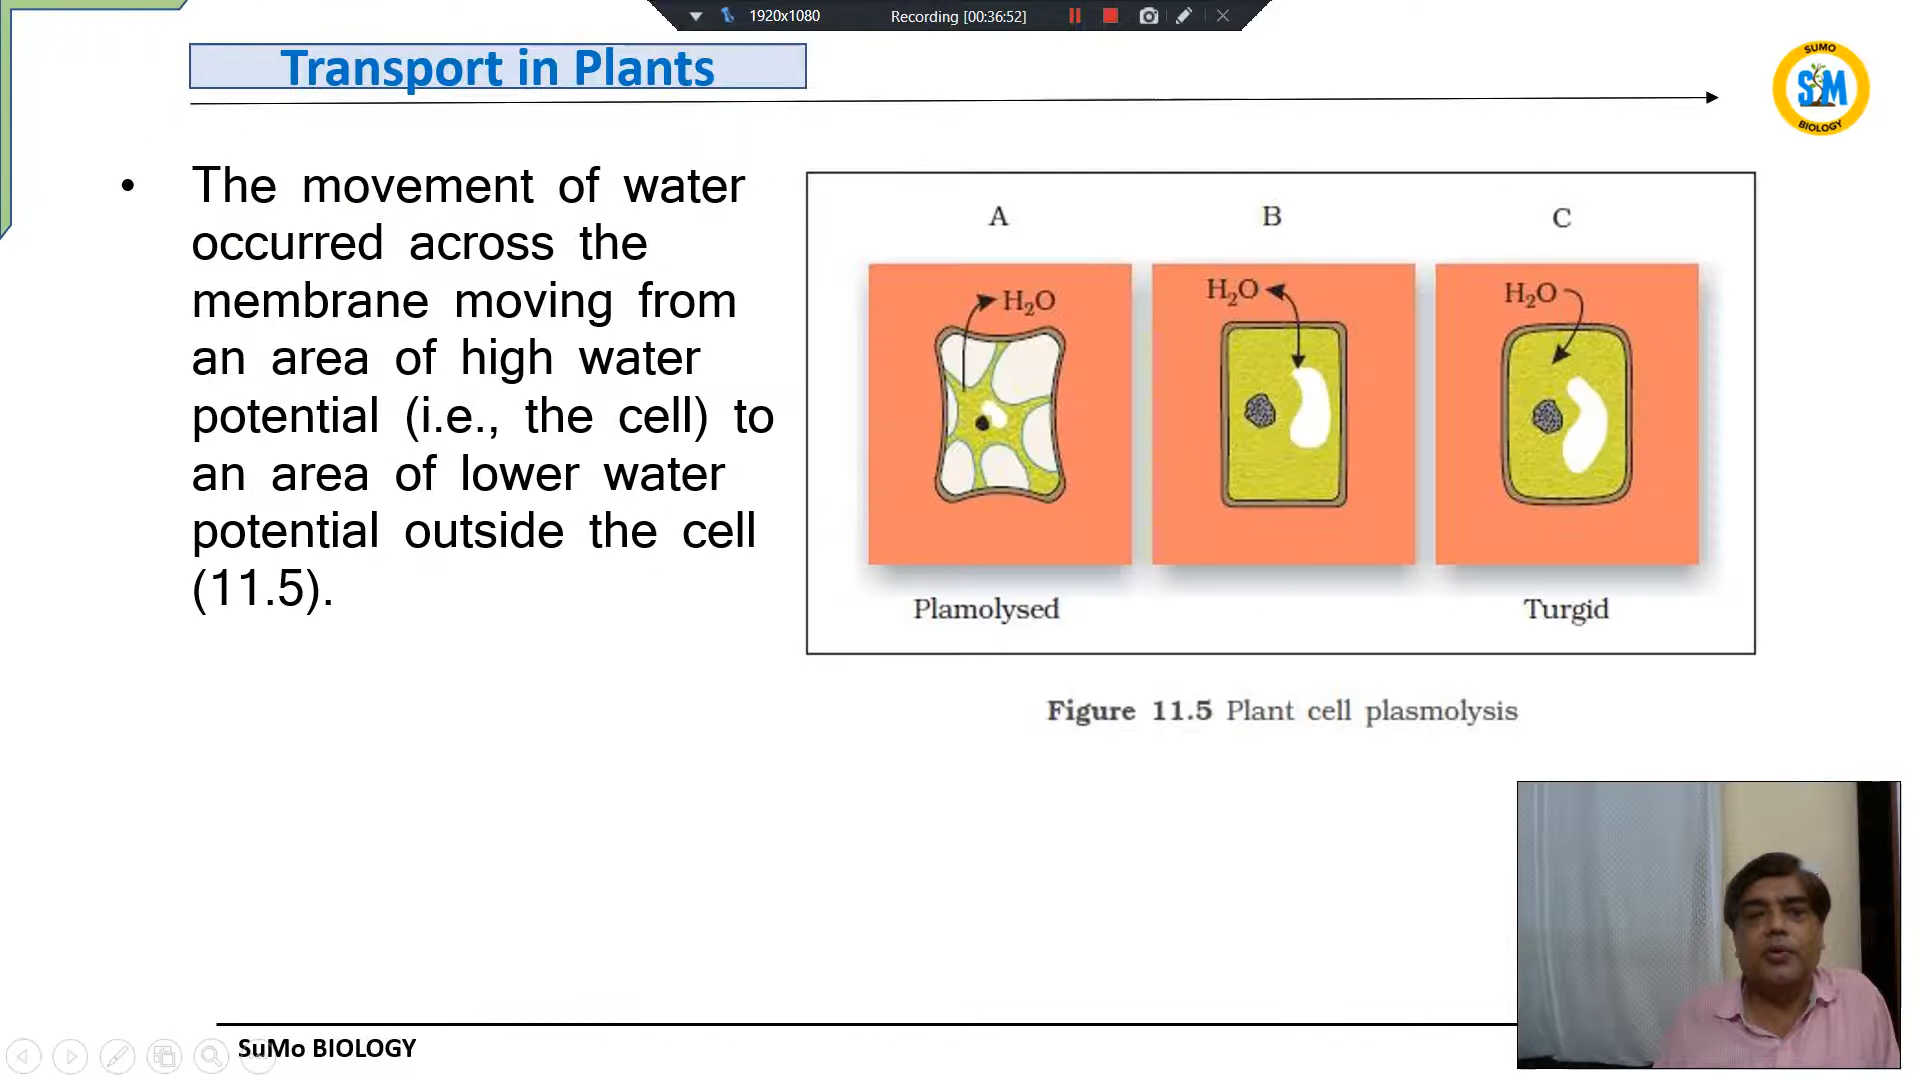 1920x1080 Recording [00:36:52]
Transport in Plants
SUMO
SM
BIOLOGY
• The movement of water
occurred across the
membrane moving from
an area of high water
potential (i.e., the cell) to
an area of lower water
potential outside the cell
(11.5).
A B C
H₂O H₂O H₂O
Plamolysed Turgid
Figure 11.5 Plant cell plasmolysis
SuMo BIOLOGY